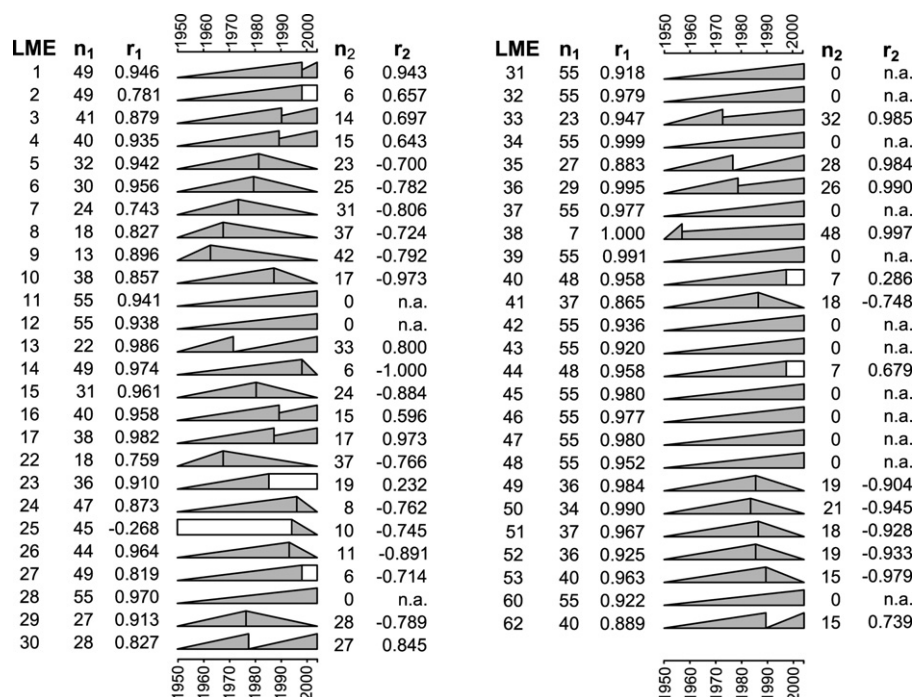 1950 1960 1970 1980 1990 2000
LME n1 r1 n2 r2
1 49 0.946 6 0.943
2 49 0.781 6 0.657
3 41 0.879 14 0.697
4 40 0.935 15 0.643
5 32 0.942 23 -0.700
6 30 0.956 25 -0.782
7 24 0.743 31 -0.806
8 18 0.827 37 -0.724
9 13 0.896 42 -0.792
10 38 0.857 17 -0.973
11 55 0.941 0 n.a.
12 55 0.938 0 n.a.
13 22 0.986 33 0.800
14 49 0.974 6 -1.000
15 31 0.961 24 -0.884
16 40 0.958 15 0.596
17 38 0.982 17 0.973
22 18 0.759 37 -0.766
23 36 0.910 19 0.232
24 47 0.873 8 -0.762
25 45 -0.268 10 -0.745
26 44 0.964 11 -0.891
27 49 0.819 6 -0.714
28 55 0.970 0 n.a.
29 27 0.913 28 -0.789
30 28 0.827 27 0.845
1950 1960 1970 1980 1990 2000
1950 1960 1970 1980 1990 2000
LME n1 r1 n2 r2
31 55 0.918 0 n.a.
32 55 0.979 0 n.a.
33 23 0.947 32 0.985
34 55 0.999 0 n.a.
35 27 0.883 28 0.984
36 29 0.995 26 0.990
37 55 0.977 0 n.a.
38 7 1.000 48 0.997
39 55 0.991 0 n.a.
40 48 0.958 7 0.286
41 37 0.865 18 -0.748
42 55 0.936 0 n.a.
43 55 0.920 0 n.a.
44 48 0.958 7 0.679
45 55 0.980 0 n.a.
46 55 0.977 0 n.a.
47 55 0.980 0 n.a.
48 55 0.952 0 n.a.
49 36 0.984 19 -0.904
50 34 0.990 21 -0.945
51 37 0.967 18 -0.928
52 36 0.925 19 -0.933
53 40 0.963 15 -0.979
60 55 0.922 0 n.a.
62 40 0.889 15 0.739
1950 1960 1970 1980 1990 2000